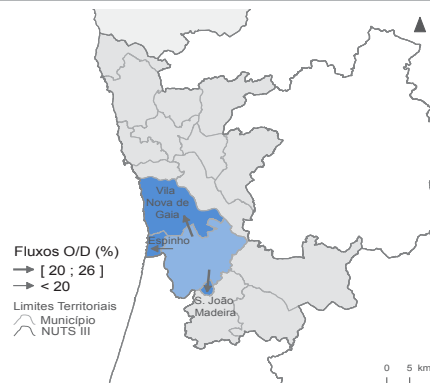 Vila
Nova de
Gaia
Espinho
Fluxos O/D (%)
[ 20 ; 26 ]
< 20
Limites Territoriais
Município
NUTS III
S. João
Madeira
0 5 km